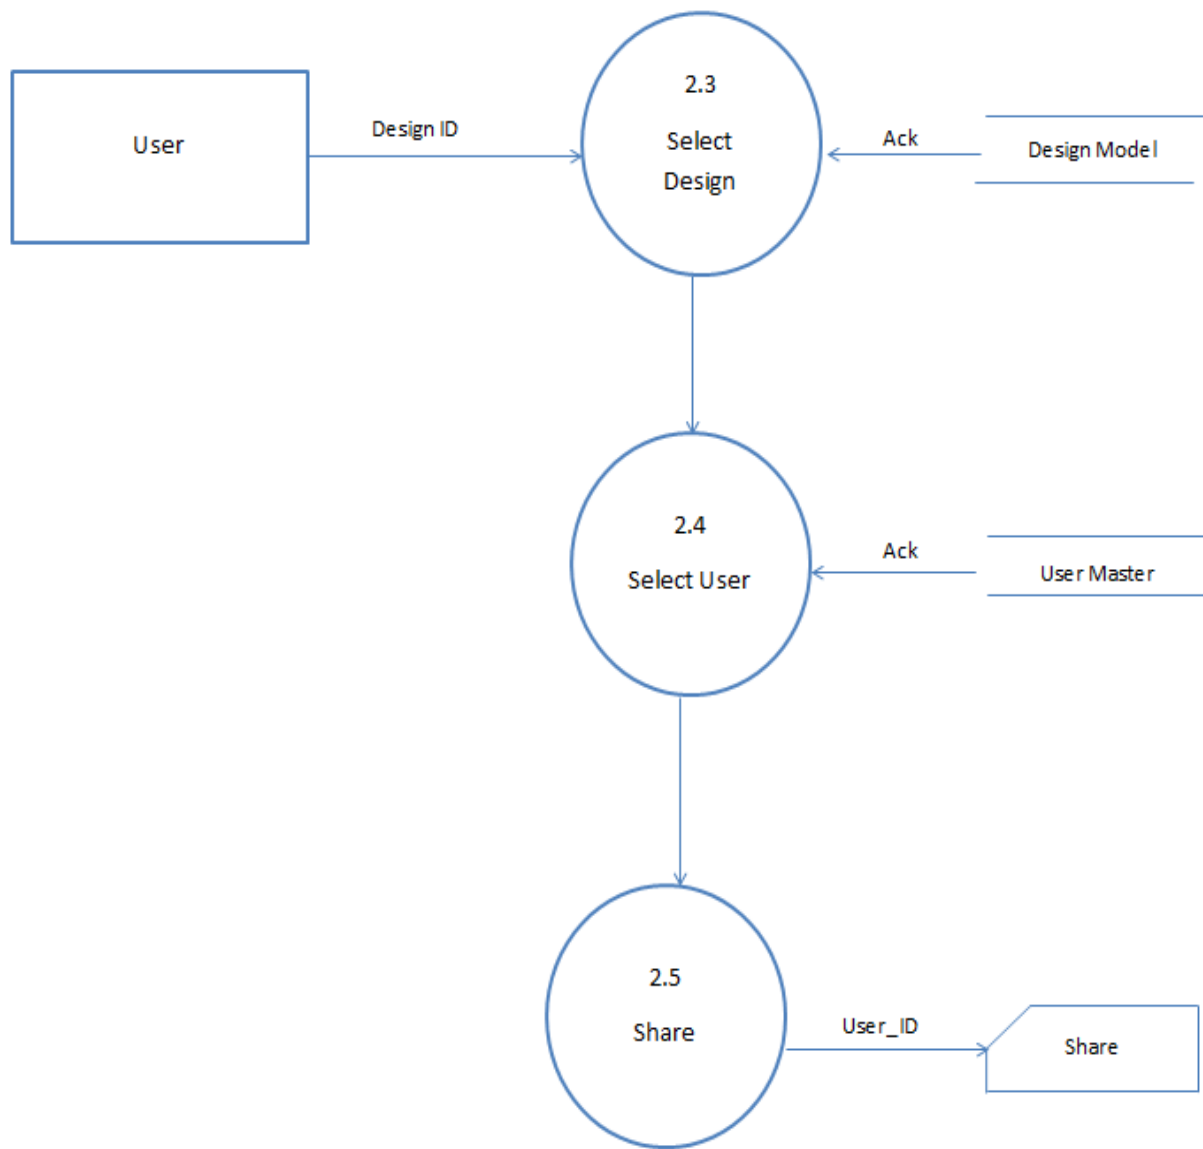 User
Design ID
2.3
Select
Design
Ack
Design Model
2.4
Select User
Ack
User Master
2.5
Share
User_ID
Share